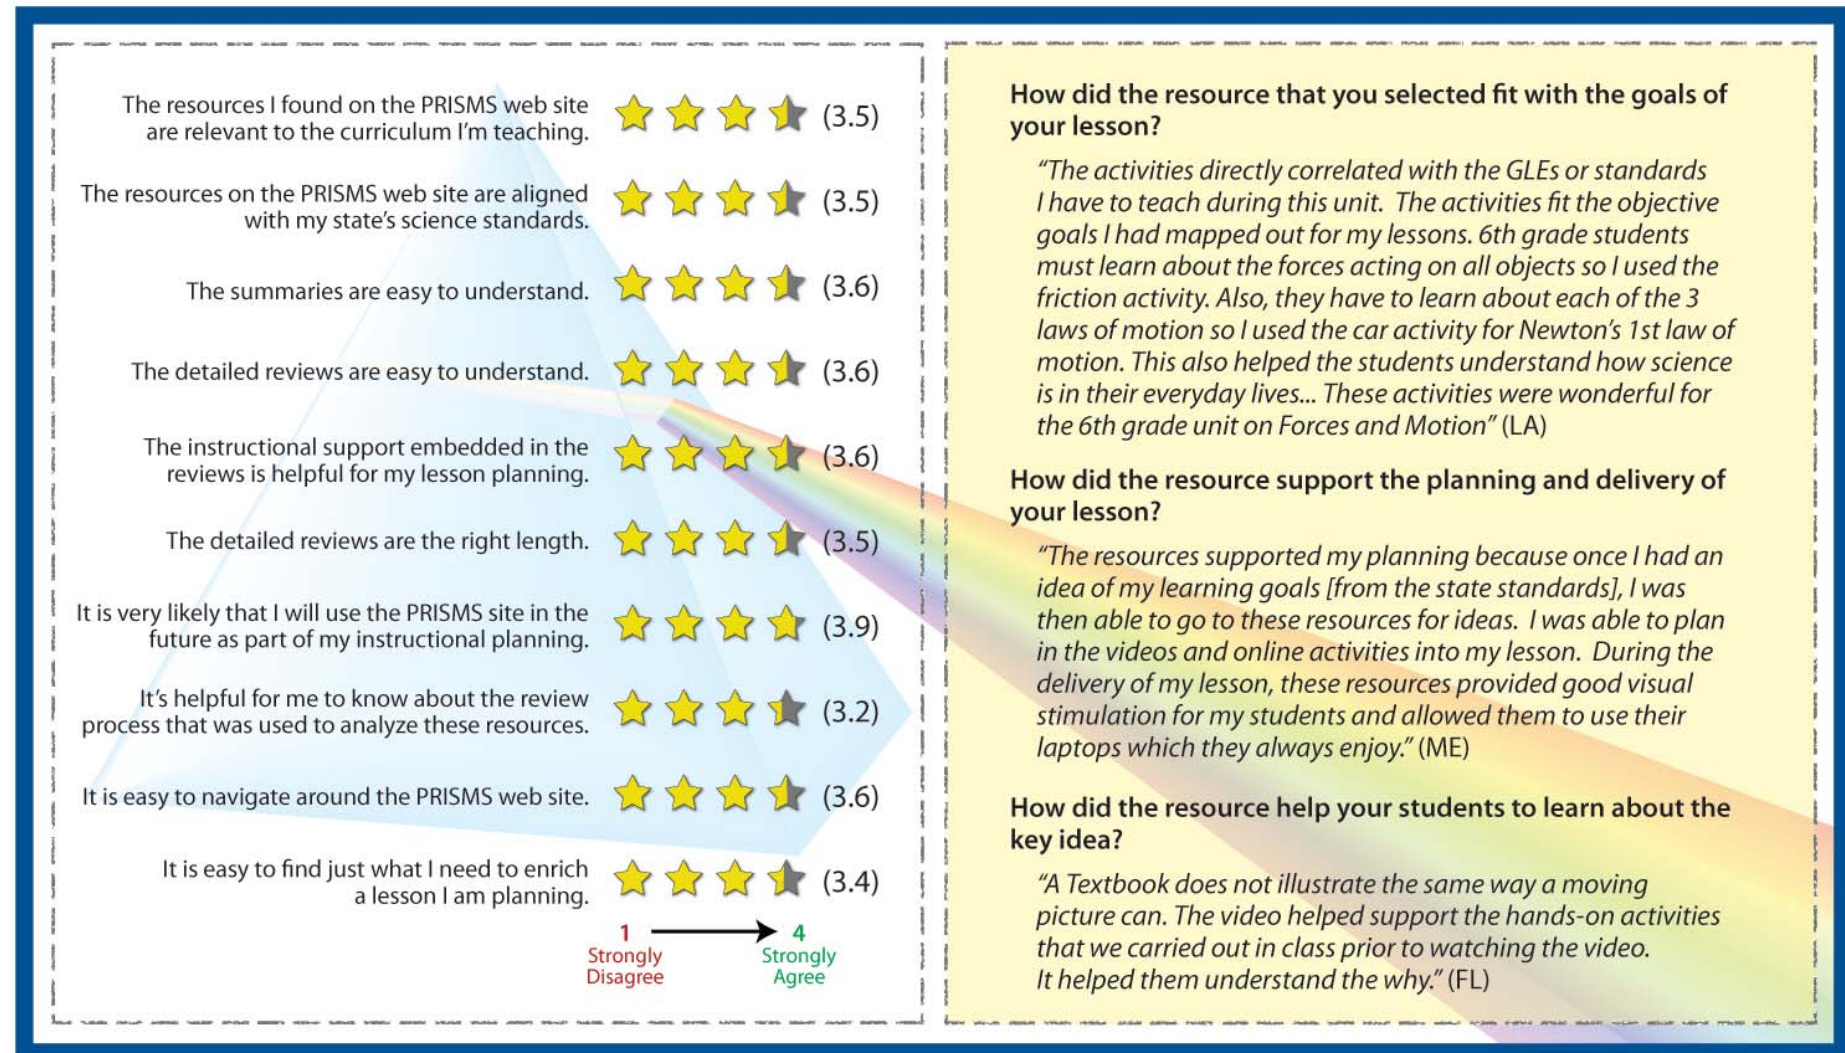 The resources I found on the PRISMS web site
are relevant to the curriculum I'm teaching.
(3.5)
The resources on the PRISMS web site are aligned
with my state's science standards.
(3.5)
The summaries are easy to understand.
(3.6)
The detailed reviews are easy to understand.
(3.6)
The instructional support embedded in the
reviews is helpful for my lesson planning.
(3.6)
The detailed reviews are the right length.
(3.5)
It is very likely that I will use the PRISMS site in the
future as part of my instructional planning.
(3.9)
It's helpful for me to know about the review
process that was used to analyze these resources.
(3.2)
It is easy to navigate around the PRISMS web site.
(3.6)
It is easy to find just what I need to enrich
a lesson I am planning.
(3.4)
1
Strongly
Disagree
4
Strongly
Agree
How did the resource that you selected fit with the goals of
your lesson?
“The activities directly correlated with the GLEs or standards
I have to teach during this unit. The activities fit the objective
goals I had mapped out for my lessons. 6th grade students
must learn about the forces acting on all objects so I used the
friction activity. Also, they have to learn about each of the 3
laws of motion so I used the car activity for Newton's 1st law of
motion. This also helped the students understand how science
is in their everyday lives... These activities were wonderful for
the 6th grade unit on Forces and Motion” (LA)
How did the resource support the planning and delivery of
your lesson?
“The resources supported my planning because once I had an
idea of my learning goals [from the state standards], I was
then able to go to these resources for ideas. I was able to plan
in the videos and online activities into my lesson. During the
delivery of my lesson, these resources provided good visual
stimulation for my students and allowed them to use their
laptops which they always enjoy.” (ME)
How did the resource help your students to learn about the
key idea?
“A Textbook does not illustrate the same way a moving
picture can. The video helped support the hands-on activities
that we carried out in class prior to watching the video.
It helped them understand the why.” (FL)